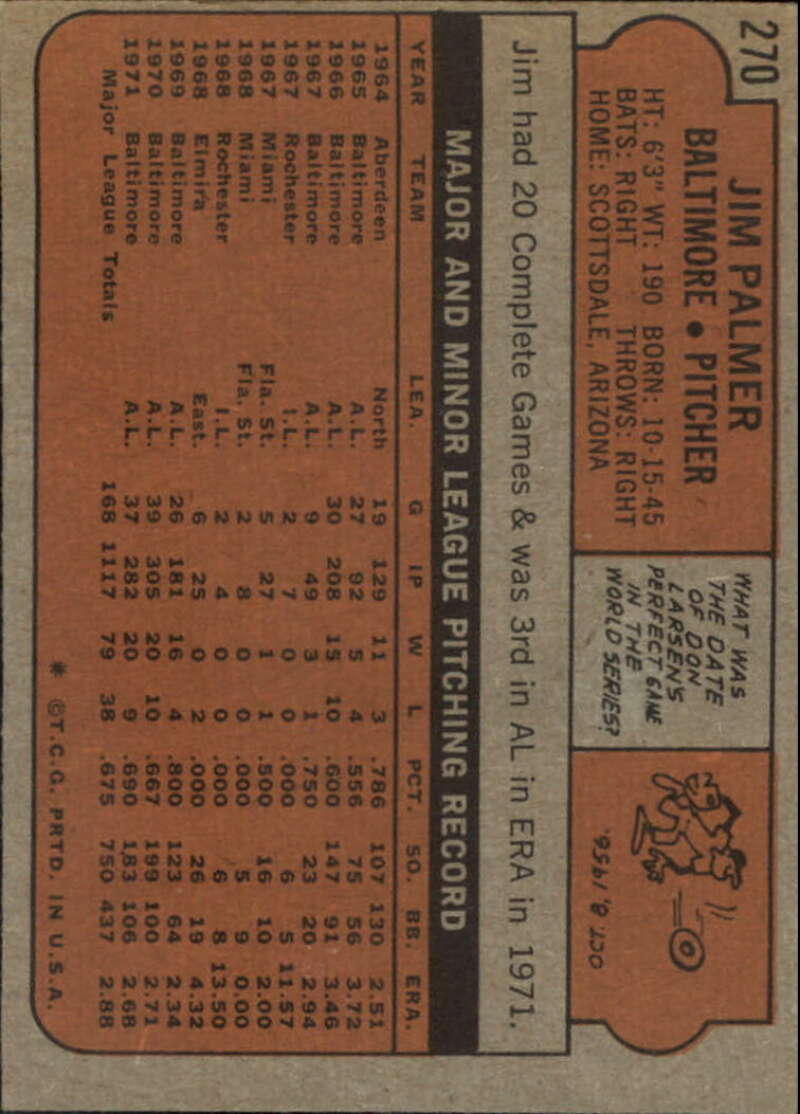 270
JIM PALMER
BALTIMORE • PITCHER
HT: 6'3" WT: 190 BORN: 10-15-45
BATS: RIGHT THROWS: RIGHT
HOME: SCOTTSDALE, ARIZONA
WHAT WAS
THE DATE
OF DON
LARSEN'S
PERFECT GAME
IN THE
WORLD SERIES?
OCT. 8, 1956.
Jim had 20 Complete Games & was 3rd in AL in ERA in 1971.
MAJOR AND MINOR LEAGUE PITCHING RECORD
YEAR TEAM LEA. G IP W L PCT. SO. BB. ERA.
1964 Aberdeen North 19 129 11 3 .786 107 130 2.51
1965 Baltimore A.L. 27 92 5 4 .556 75 56 3.72
1966 Baltimore A.L. 30 208 15 10 .600 147 91 3.46
1967 Baltimore A.L. 9 49 3 1 .750 23 20 2.94
1967 Rochester I.L. 2 7 0 0 .000 6 5 11.57
1967 Miami Fla. St. 5 27 1 1 .500 16 10 2.00
1968 Miami Fla. St. 2 8 0 0 .000 5 9 0.00
1968 Rochester I.L. 2 4 0 0 .000 6 8 13.50
1968 Elmira East. 6 25 0 2 .000 26 19 4.32
1969 Baltimore A.L. 26 181 16 4 .800 123 64 2.34
1970 Baltimore A.L. 39 305 20 10 .667 199 100 2.71
1971 Baltimore A.L. 37 282 20 9 .690 183 106 2.68
Major League Totals 168 1117 79 38 .675 750 437 2.88
* ©T.C.G. PRTD. IN U.S.A.